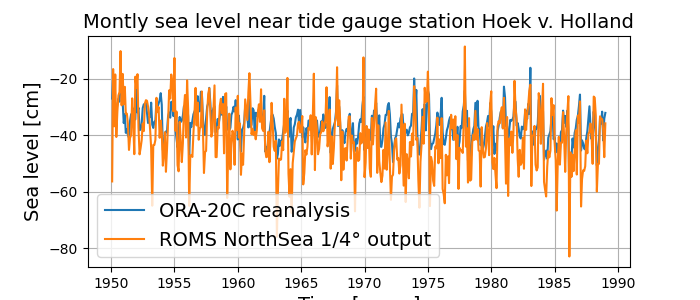 Montly sea level near tide gauge station Hoek v. Holland
Sea level [cm]
−20
−40
−60
−80
ORA-20C reanalysis
ROMS NorthSea 1/4° output
1950 1955 1960 1965 1970 1975 1980 1985 1990